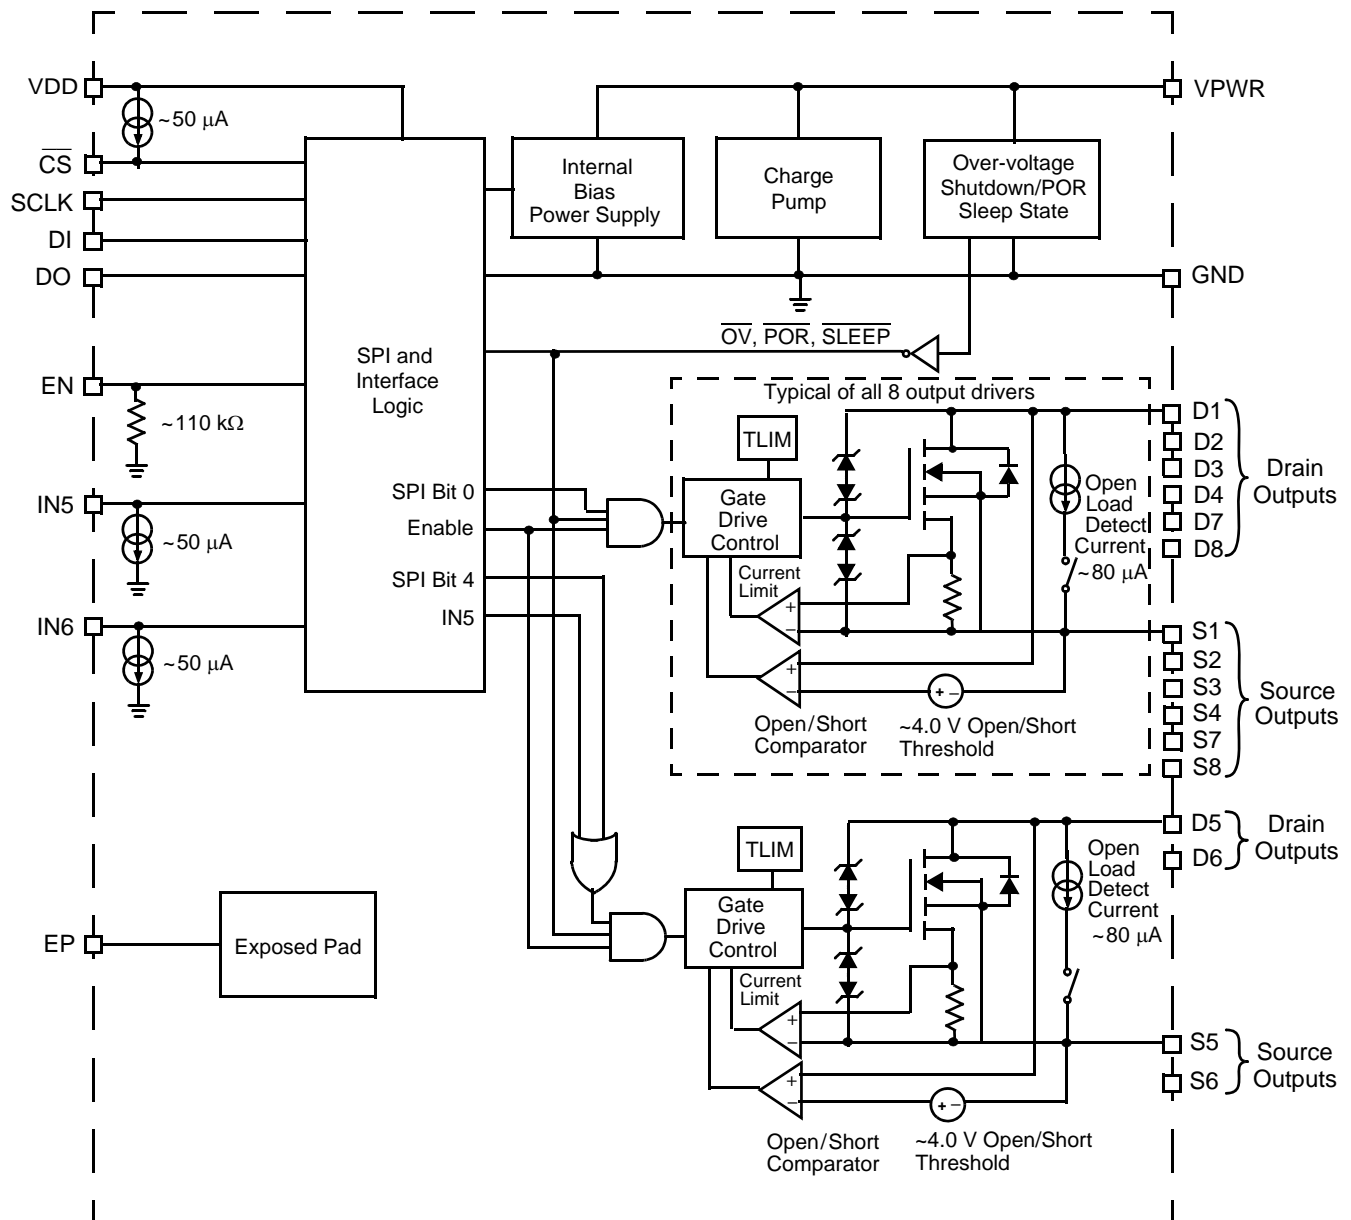 VDD
~50 μA
CS
SCLK
DI
DO
EN
~110 kΩ
IN5
~50 μA
IN6
~50 μA
EP
Exposed Pad
SPI and
Interface
Logic
SPI Bit 0
Enable
SPI Bit 4
IN5
Internal
Bias
Power Supply
Charge
Pump
Over-voltage
Shutdown/POR
Sleep State
VPWR
GND
OV, POR, SLEEP
Typical of all 8 output drivers
TLIM
Gate
Drive
Control
Current
Limit
+
–
+
–
Open/Short
Comparator
+ –
~4.0 V Open/Short
Threshold
Open
Load
Detect
Current
~80 μA
D1
D2
D3
D4
D7
D8
Drain
Outputs
S1
S2
S3
S4
S7
S8
Source
Outputs
TLIM
Gate
Drive
Control
Current
Limit
+
–
+
–
Open/Short
Comparator
+ –
~4.0 V Open/Short
Threshold
Open
Load
Detect
Current
~80 μA
D5
D6
Drain
Outputs
S5
S6
Source
Outputs